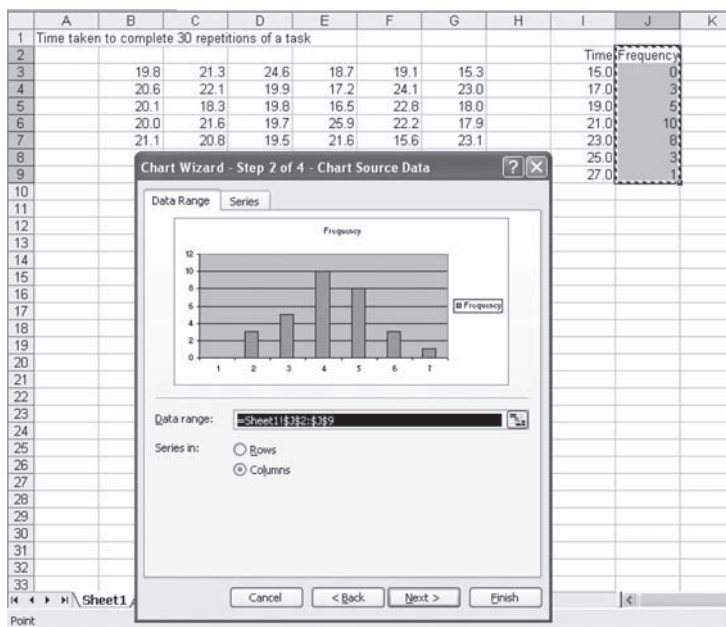 A B C D E F G H I J K
1 Time taken to complete 30 repetitions of a task
2 Time Frequency
3 19.8 21.3 24.6 18.7 19.1 15.3 15.0 0
4 20.6 22.1 19.9 17.2 24.1 23.0 17.0 3
5 20.1 18.3 19.8 16.5 22.8 18.0 19.0 5
6 20.0 21.6 19.7 25.9 22.2 17.9 21.0 10
7 21.1 20.8 19.5 21.6 15.6 23.1 23.0 8
8 25.0 3
9 27.0 1
10
11
12
13
14
15
16
17
18
19
20
21
22
23
24
25
26
27
28
29
30
31
32
33
Chart Wizard - Step 2 of 4 - Chart Source Data
Data Range Series
Frequency
12
10
8
6
4
2
0
1 2 3 4 5 6 7
Frequency
Data range: =Sheet1!$J$2:$J$9
Series in: Rows
Columns
Cancel < Back Next > Finish
Sheet1
Point